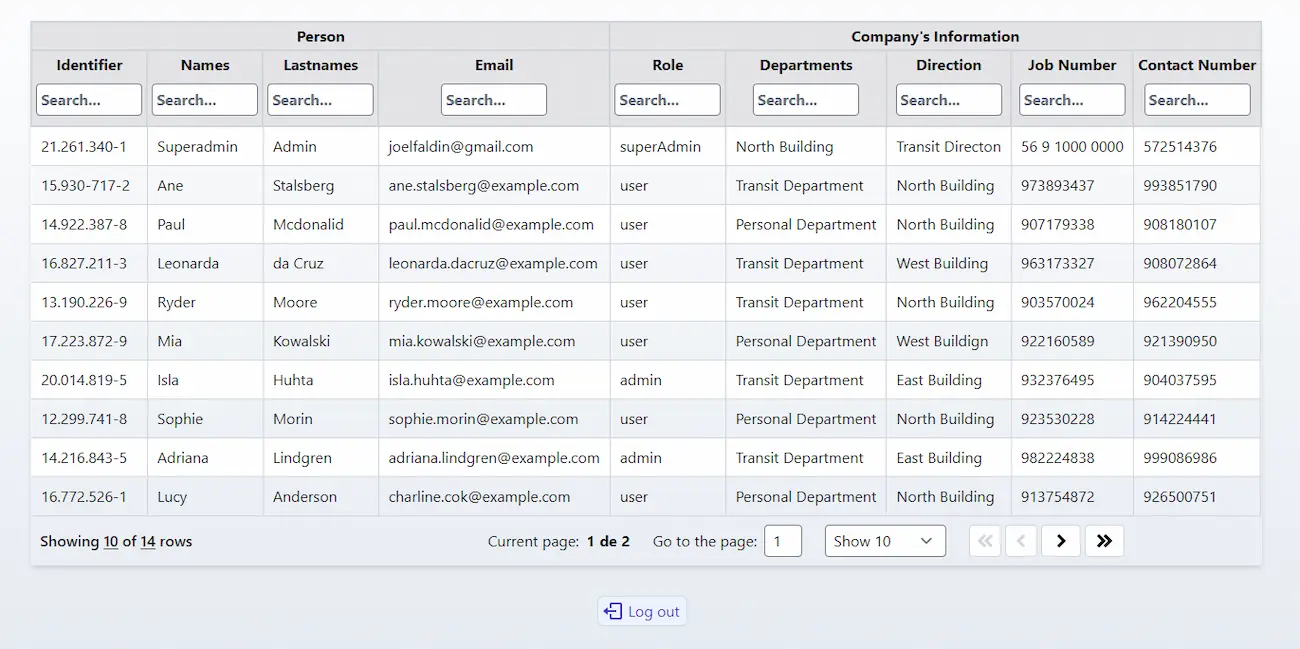 Person Company's Information
Identifier Names Lastnames Email Role Departments Direction Job Number Contact Number
Search... Search... Search... Search... Search... Search... Search... Search... Search...
21.261.340-1 Superadmin Admin joelfaldin@gmail.com superAdmin North Building Transit Directon 56 9 1000 0000 572514376
15.930-717-2 Ane Stalsberg ane.stalsberg@example.com user Transit Department North Building 973893437 993851790
14.922.387-8 Paul Mcdonalid paul.mcdonalid@example.com user Personal Department North Building 907179338 908180107
16.827.211-3 Leonarda da Cruz leonarda.dacruz@example.com user Transit Department West Building 963173327 908072864
13.190.226-9 Ryder Moore ryder.moore@example.com user Transit Department North Building 903570024 962204555
17.223.872-9 Mia Kowalski mia.kowalski@example.com user Personal Department West Buildign 922160589 921390950
20.014.819-5 Isla Huhta isla.huhta@example.com admin Transit Department East Building 932376495 904037595
12.299.741-8 Sophie Morin sophie.morin@example.com user Personal Department North Building 923530228 914224441
14.216.843-5 Adriana Lindgren adriana.lindgren@example.com admin Transit Department East Building 982224838 999086986
16.772.526-1 Lucy Anderson charline.cok@example.com user Personal Department North Building 913754872 926500751
Showing 10 of 14 rows Current page: 1 de 2 Go to the page: 1 Show 10
Log out